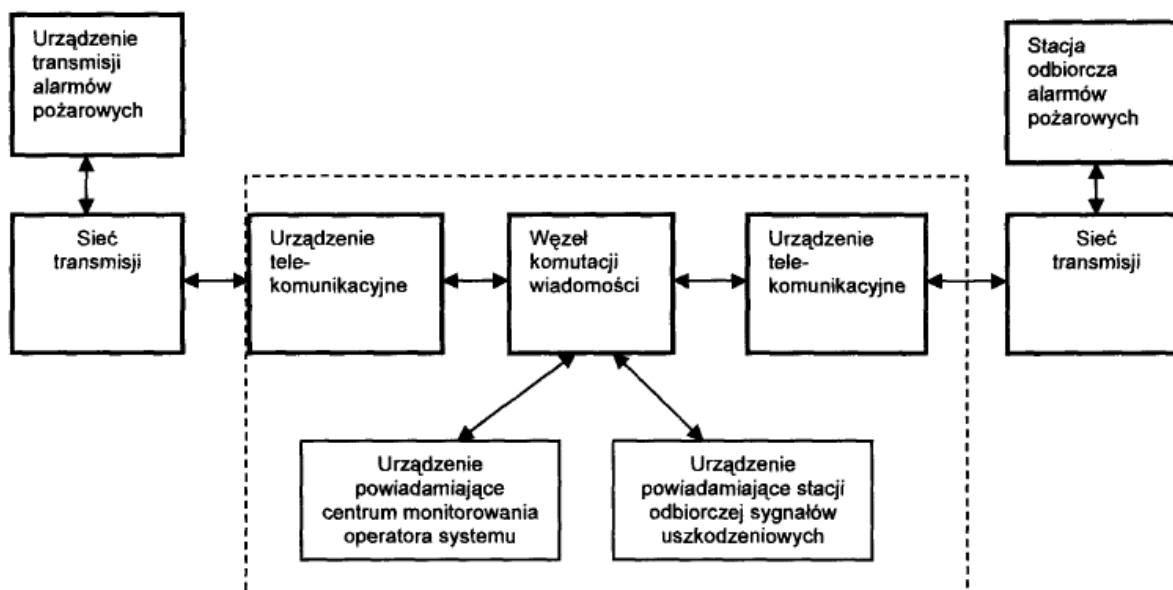 Urządzenie
transmisji
alarmów
pożarowych
Stacja
odbiorcza
alarmów
pożarowych
Sieć
transmisji
Urządzenie
tele-
komunikacyjne
Węzeł
komutacji
wiadomości
Urządzenie
tele-
komunikacyjne
Sieć
transmisji
Urządzenie
powiadamiające
centrum monitorowania
operatora systemu
Urządzenie
powiadamiające stacji
odbiorczej sygnałów
uszkodzeniowych